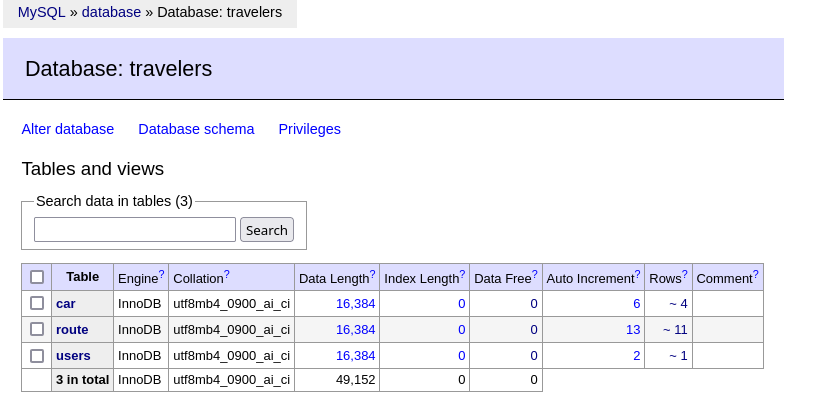 MySQL » database » Database: travelers
Database: travelers
Alter database Database schema Privileges
Tables and views
Search data in tables (3)
Search
Table Engine? Collation? Data Length? Index Length? Data Free? Auto Increment? Rows? Comment?
car InnoDB utf8mb4_0900_ai_ci 16,384 0 0 6 ~ 4
route InnoDB utf8mb4_0900_ai_ci 16,384 0 0 13 ~ 11
users InnoDB utf8mb4_0900_ai_ci 16,384 0 0 2 ~ 1
3 in total InnoDB utf8mb4_0900_ai_ci 49,152 0 0